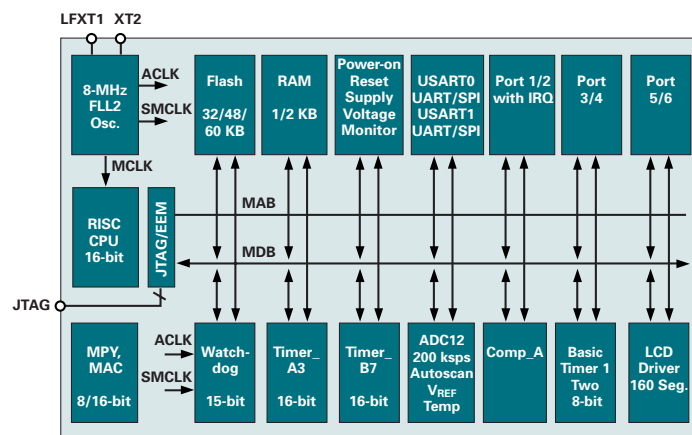 LFXT1 XT2
8-MHz
FLL2
Osc.
ACLK
SMCLK
MCLK
Flash
32/48/
60 KB
RAM
1/2 KB
Power-on
Reset
Supply
Voltage
Monitor
USART0
UART/SPI
USART1
UART/SPI
Port 1/2
with IRQ
Port
3/4
Port
5/6
RISC
CPU
16-bit
JTAG/EEM
MAB
MDB
JTAG
MPY,
MAC
8/16-bit
ACLK
SMCLK
Watch-
dog
15-bit
Timer_
A3
16-bit
Timer_
B7
16-bit
ADC12
200 ksps
Autoscan
VREF
Temp
Comp_A
Basic
Timer 1
Two
8-bit
LCD
Driver
160 Seg.